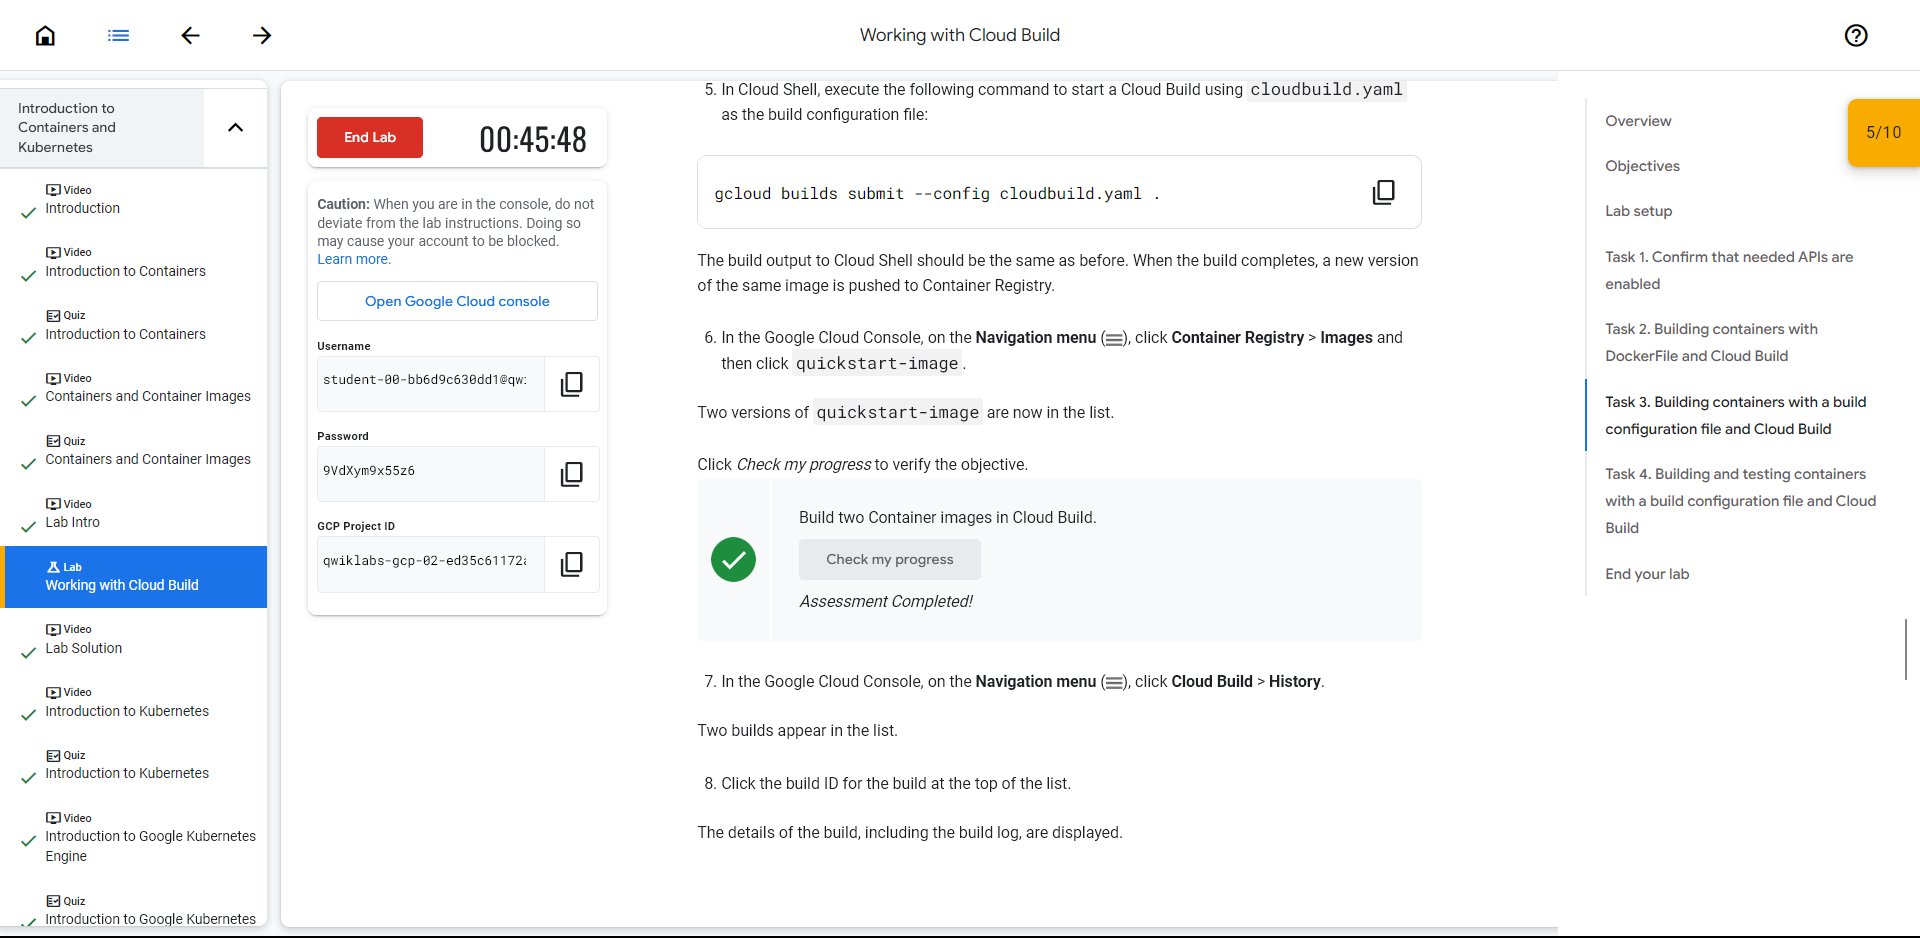 Working with Cloud Build
Introduction to
Containers and
Kubernetes
Video
Introduction
Video
Introduction to Containers
Quiz
Introduction to Containers
Video
Containers and Container Images
Quiz
Containers and Container Images
Video
Lab Intro
Lab
Working with Cloud Build
Video
Lab Solution
Video
Introduction to Kubernetes
Quiz
Introduction to Kubernetes
Video
Introduction to Google Kubernetes
Engine
Quiz
Introduction to Google Kubernetes
End Lab
00:45:48
Caution: When you are in the console, do not
deviate from the lab instructions. Doing so
may cause your account to be blocked.
Learn more.
Open Google Cloud console
Username
student-00-bb6d9c630dd1@qw
Password
9VdXym9x55z6
GCP Project ID
qwiklabs-gcp-02-ed35c61172
5. In Cloud Shell, execute the following command to start a Cloud Build using cloudbuild.yaml
as the build configuration file:
gcloud builds submit --config cloudbuild.yaml .
The build output to Cloud Shell should be the same as before. When the build completes, a new version
of the same image is pushed to Container Registry.
6. In the Google Cloud Console, on the Navigation menu (), click Container Registry > Images and
then click quickstart-image.
Two versions of quickstart-image are now in the list.
Click Check my progress to verify the objective.
Build two Container images in Cloud Build.
Check my progress
Assessment Completed!
7. In the Google Cloud Console, on the Navigation menu (), click Cloud Build > History.
Two builds appear in the list.
8. Click the build ID for the build at the top of the list.
The details of the build, including the build log, are displayed.
Overview
Objectives
Lab setup
Task 1. Confirm that needed APIs are
enabled
Task 2. Building containers with
DockerFile and Cloud Build
Task 3. Building containers with a build
configuration file and Cloud Build
Task 4. Building and testing containers
with a build configuration file and Cloud
Build
End your lab
5/10